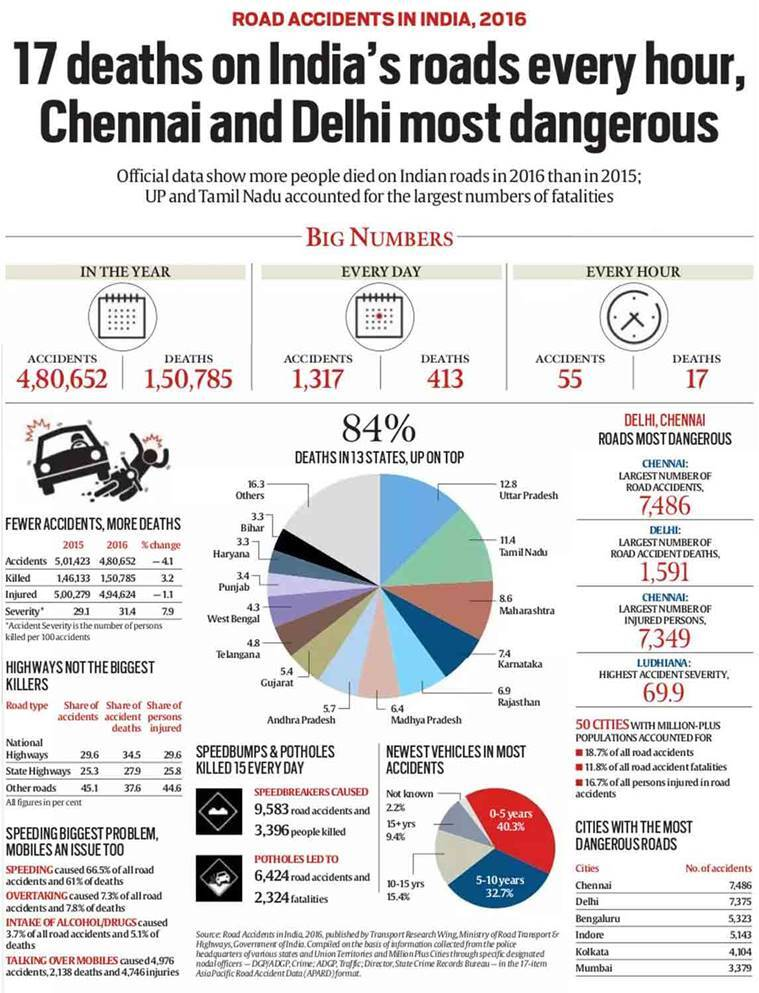 ROAD ACCIDENTS IN INDIA, 2016
17 deaths on India's roads every hour,
Chennai and Delhi most dangerous
Official data show more people died on Indian roads in 2016 than in 2015;
UP and Tamil Nadu accounted for the largest numbers of fatalities
BIG NUMBERS
IN THE YEAR
ACCIDENTS DEATHS
4,80,652 1,50,785
EVERY DAY
ACCIDENTS DEATHS
1,317 413
EVERY HOUR
ACCIDENTS DEATHS
55 17
FEWER ACCIDENTS, MORE DEATHS
2015 2016 % change
Accidents 5,01,423 4,80,652 −4.1
Killed 1,46,133 1,50,785 3.2
Injured 5,00,279 4,94,624 −1.1
Severity* 29.1 31.4 7.9
*Accident Severity is the number of persons
killed per 100 accidents
HIGHWAYS NOT THE BIGGEST
KILLERS
Road type Share of Share of Share of
accidents accident persons
deaths injured
National
Highways 29.6 34.5 29.6
State Highways 25.3 27.9 25.8
Other roads 45.1 37.6 44.6
All figures in per cent
SPEEDING BIGGEST PROBLEM,
MOBILES AN ISSUE TOO
SPEEDING caused 66.5% of all road
accidents and 61% of deaths
OVERTAKING caused 7.3% of all road
accidents and 7.8% of deaths
INTAKE OF ALCOHOL/DRUGS caused
3.7% of all road accidents and 5.1% of
deaths
TALKING OVER MOBILES caused 4,976
accidents, 2,138 deaths and 4,746 injuries
84%
DEATHS IN 13 STATES, UP ON TOP
12.8
Uttar Pradesh
11.4
Tamil Nadu
8.6
Maharashtra
7.4
Karnataka
6.9
Rajasthan
6.4
Madhya Pradesh
5.7
Andhra Pradesh
5.4
Gujarat
4.8
Telangana
4.3
West Bengal
3.4
Punjab
3.3
Haryana
3.3
Bihar
16.3
Others
SPEEDBUMPS & POTHOLES
KILLED 15 EVERY DAY
SPEEDBREAKERS CAUSED
9,583 road accidents and
3,396 people killed
POTHOLES LED TO
6,424 road accidents and
2,324 fatalities
NEWEST VEHICLES IN MOST
ACCIDENTS
Not known
2.2%
15+ yrs
9.4%
10-15 yrs
15.4%
0-5 years
40.3%
5-10 years
32.7%
Source: Road Accidents in India, 2016, published by Transport Research Wing, Ministry of Road Transport &
Highways, Government of India. Compiled on the basis of information collected from the police
headquarters of various states and Union Territories and Million Plus Cities through specific designated
nodal officers — DGP/ADGP, Crime; ADGP, Traffic; Director, State Crime Records Bureau — in the 17-item
Asia Pacific Road Accident Data (APARD) format.
DELHI, CHENNAI
ROADS MOST DANGEROUS
CHENNAI:
LARGEST NUMBER OF
ROAD ACCIDENTS,
7,486
DELHI:
LARGEST NUMBER OF
ROAD ACCIDENT DEATHS,
1,591
CHENNAI:
LARGEST NUMBER OF
INJURED PERSONS,
7,349
LUDHIANA:
HIGHEST ACCIDENT SEVERITY,
69.9
50 CITIES WITH MILLION-PLUS
POPULATIONS ACCOUNTED FOR
■ 18.7% of all road accidents
■ 11.8% of all road accident fatalities
■ 16.7% of all persons injured in road
accidents
CITIES WITH THE MOST
DANGEROUS ROADS
Cities No. of accidents
Chennai 7,486
Delhi 7,375
Bengaluru 5,323
Indore 5,143
Kolkata 4,104
Mumbai 3,379